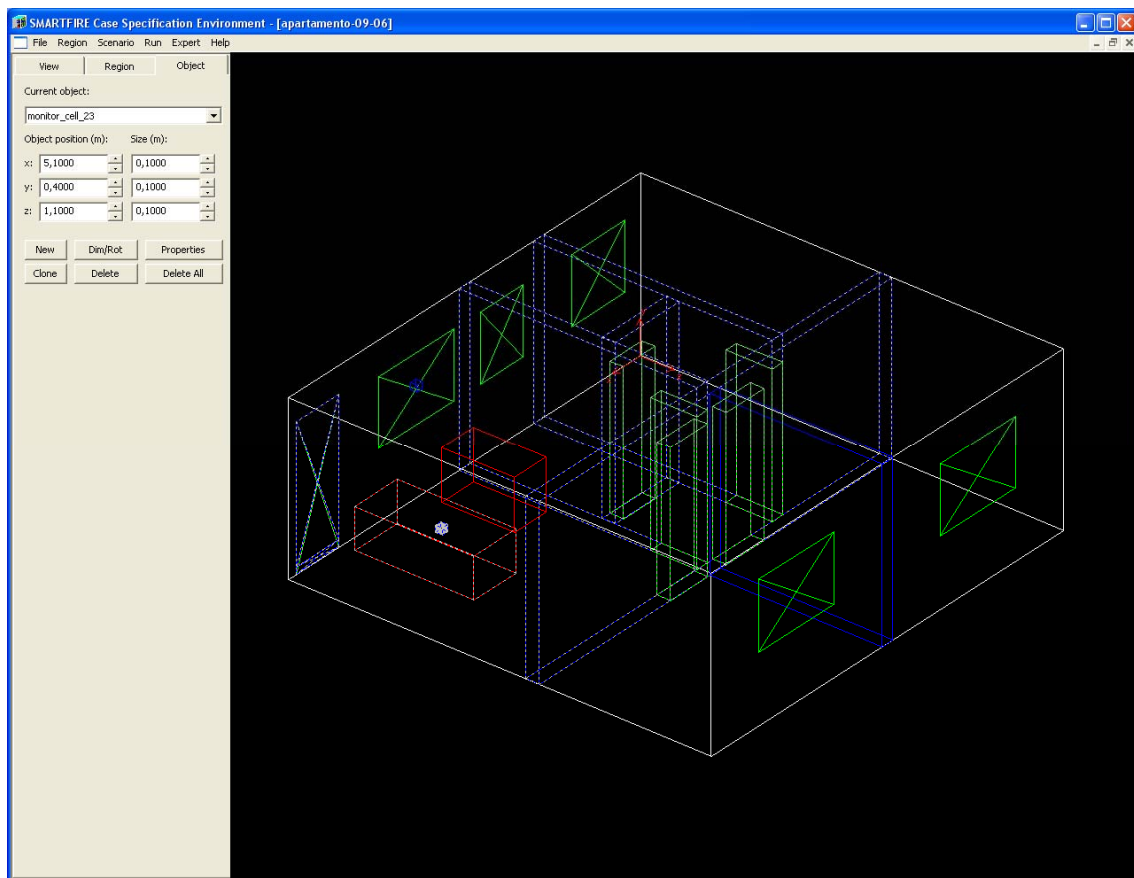 SMARTFIRE Case Specification Environment - [apartamento-09-06]
File Region Scenario Run Expert Help
View Region Object
Current object:
monitor_cell_23
Object position (m): Size (m):
x: 5,1000 0,1000
y: 0,4000 0,1000
z: 1,1000 0,1000
New Dim/Rot Properties
Clone Delete Delete All